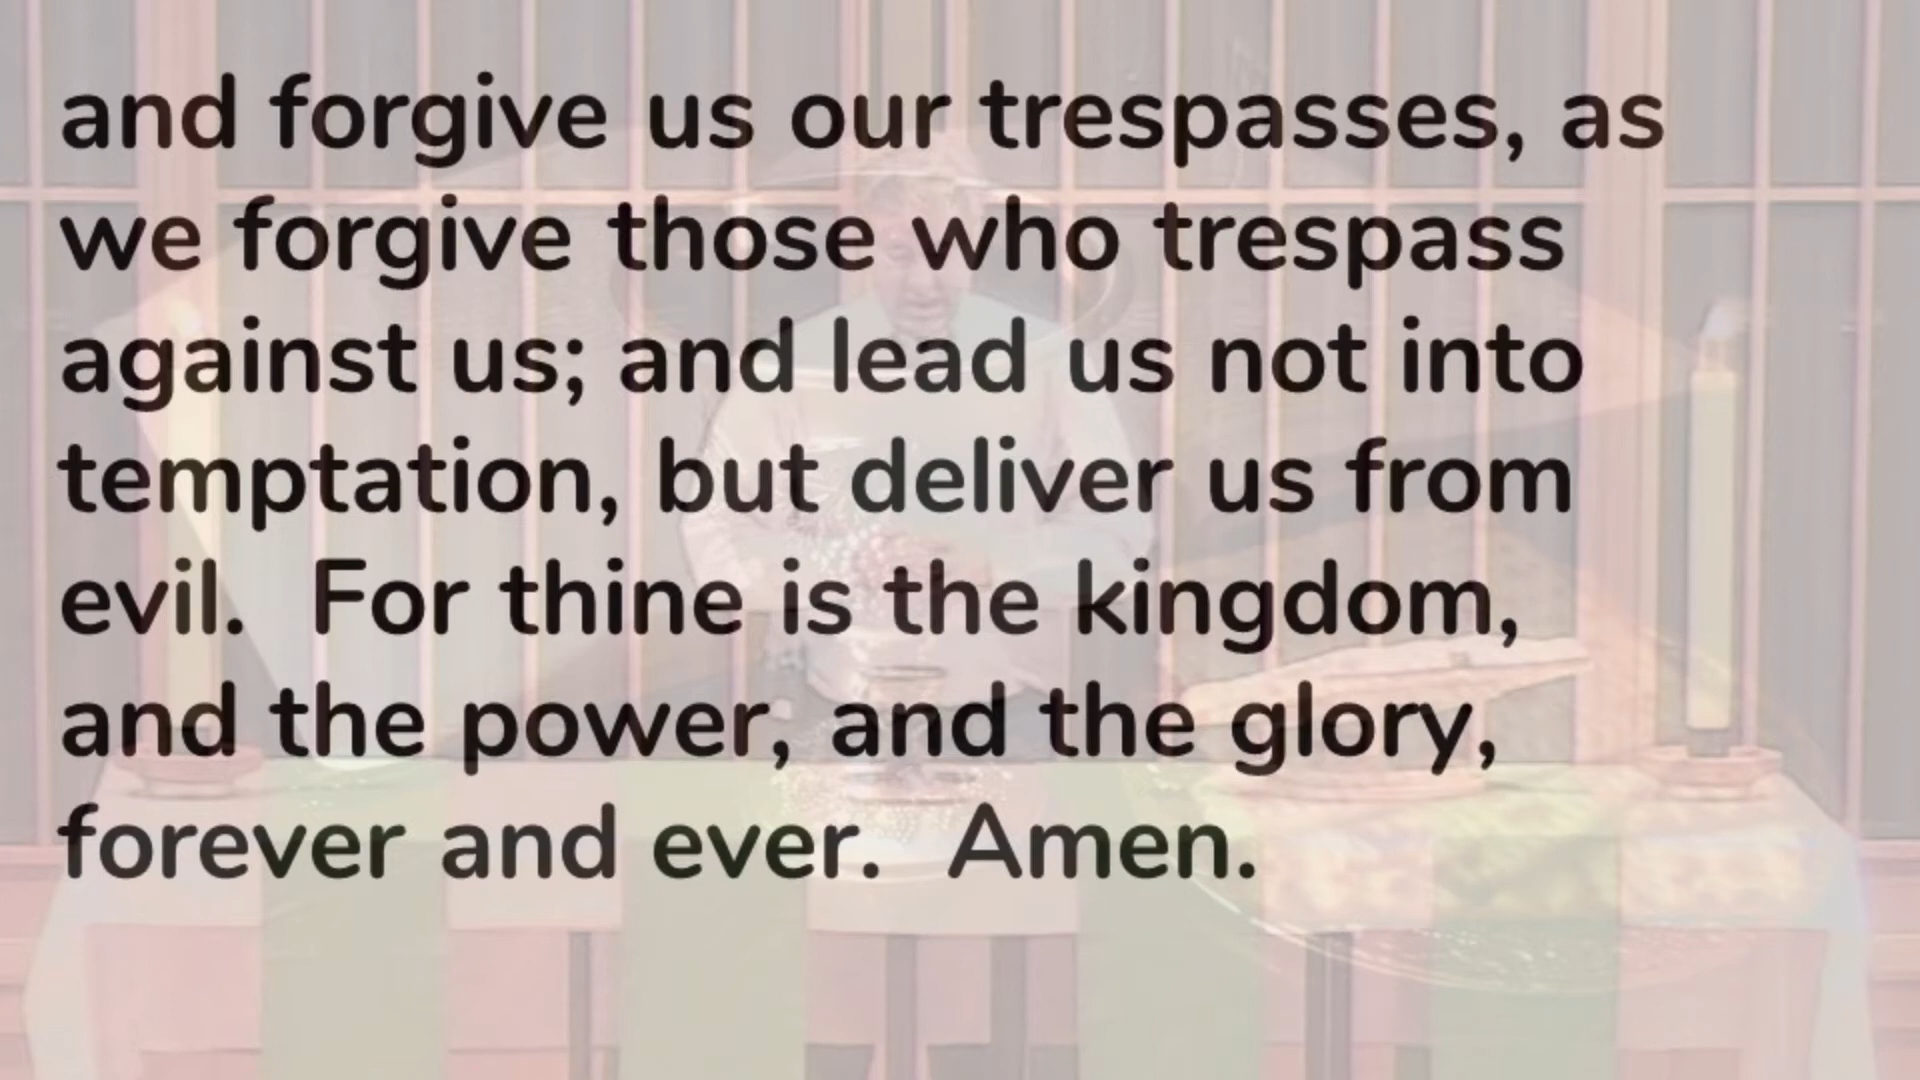 and forgive us our trespasses, as
we forgive those who trespass
against us; and lead us not into
temptation, but deliver us from
evil.  For thine is the kingdom,
and the power, and the glory,
forever and ever.  Amen.